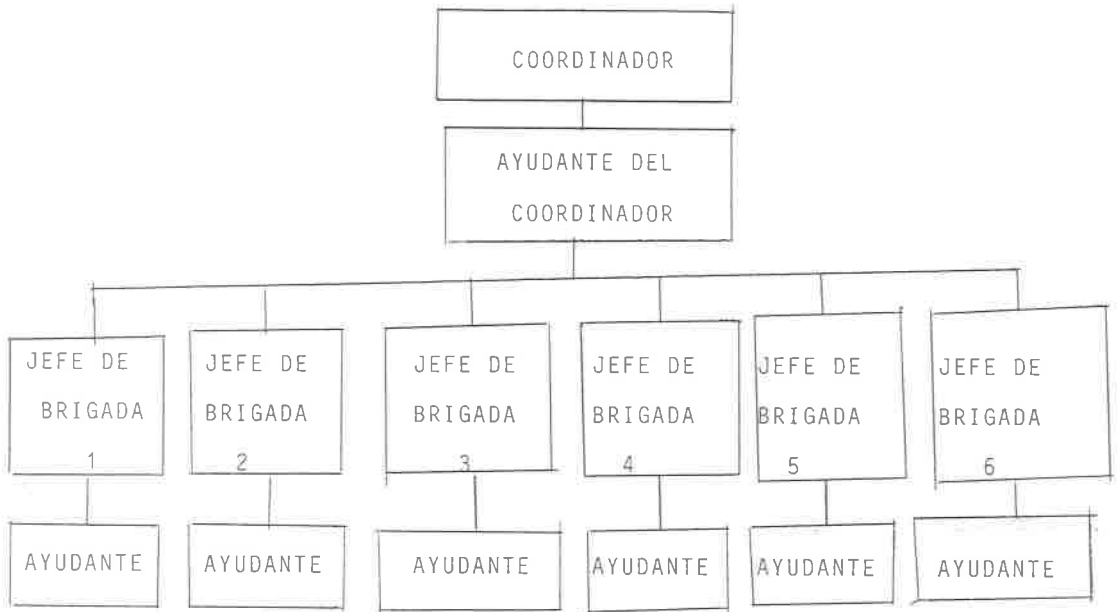 COORDINADOR
AYUDANTE DEL
COORDINADOR
JEFE DE
BRIGADA
1
JEFE DE
BRIGADA
2
JEFE DE
BRIGADA
3
JEFE DE
BRIGADA
4
JEFE DE
BRIGADA
5
JEFE DE
BRIGADA
6
AYUDANTE
AYUDANTE
AYUDANTE
AYUDANTE
AYUDANTE
AYUDANTE